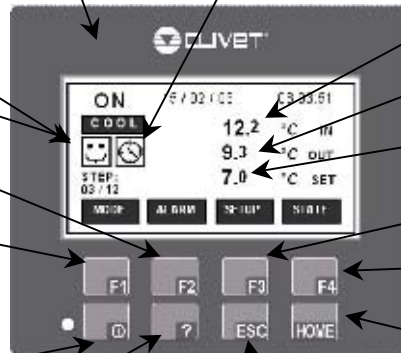 CLIVET
ON
COOL
12.2 °C IN
9.3 °C OUT
STEP: 7.0 °C SET
03/12
MODE ALARM SETUP STATE
F1 F2 F3 F4
? ESC HOME